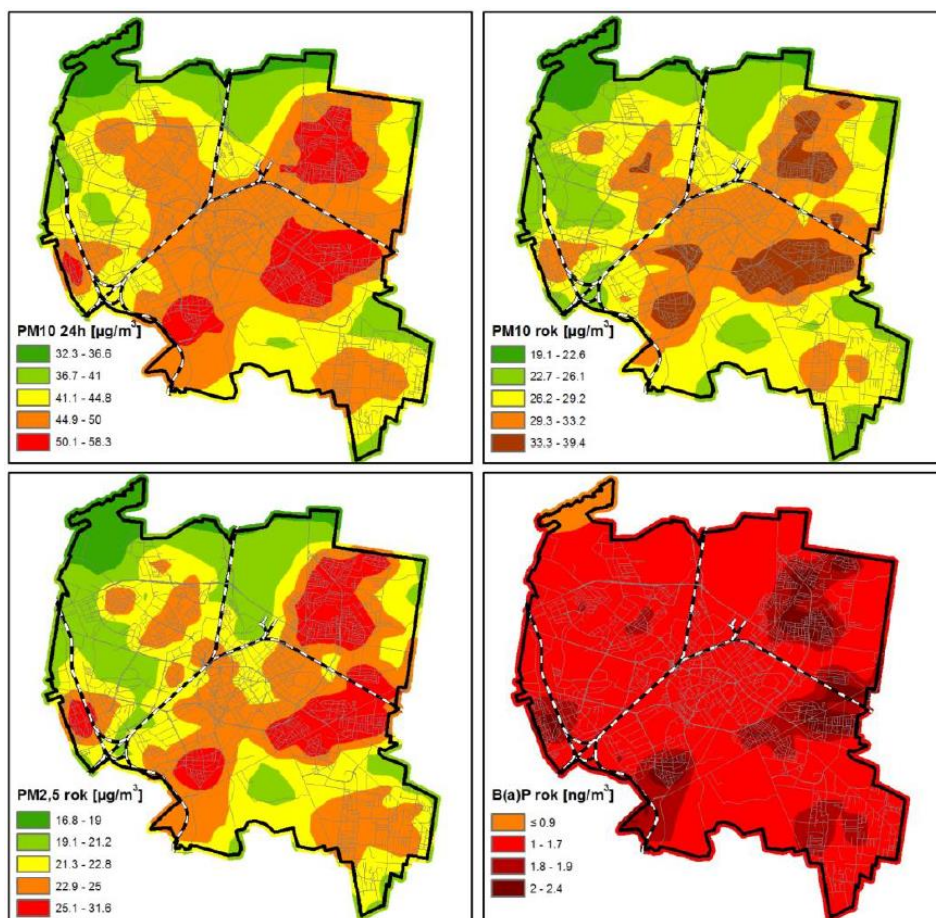 PM10 24h [µg/m³]
32.3 - 36.6
36.7 - 41
41.1 - 44.8
44.9 - 50
50.1 - 58.3
PM10 rok [µg/m³]
19.1 - 22.6
22.7 - 26.1
26.2 - 29.2
29.3 - 33.2
33.3 - 39.4
PM2,5 rok [µg/m³]
16.8 - 19
19.1 - 21.2
21.3 - 22.8
22.9 - 25
25.1 - 31.6
B(a)P rok [ng/m³]
≤ 0.9
1 - 1.7
1.8 - 1.9
2 - 2.4